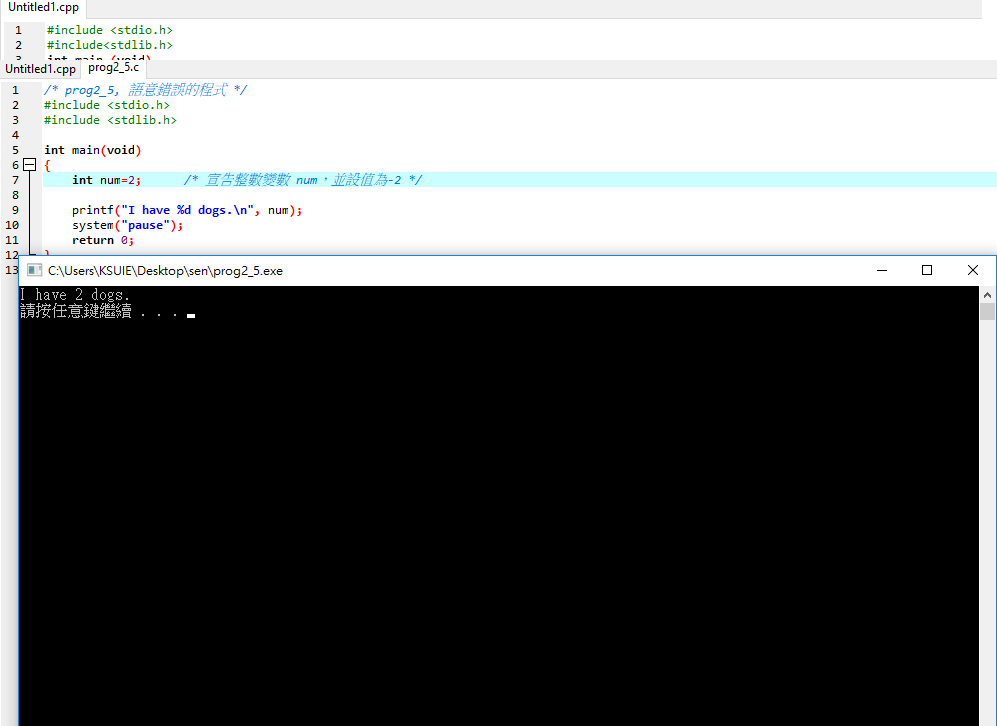 Untitled1.cpp
1 #include <stdio.h>
2 #include<stdlib.h>
3 int main (void)
Untitled1.cpp prog2_5.c
1 /* prog2_5, 語意錯誤的程式 */
2 #include <stdio.h>
3 #include <stdlib.h>
4
5 int main(void)
6 {
7 int num=2; /* 宣告整數變數 num，並設值為-2 */
8
9 printf("I have %d dogs.\n", num);
10 system("pause");
11 return 0;
12 }
13
C:\Users\KSUIE\Desktop\sen\prog2_5.exe
I have 2 dogs.
請按任意鍵繼續 . . .